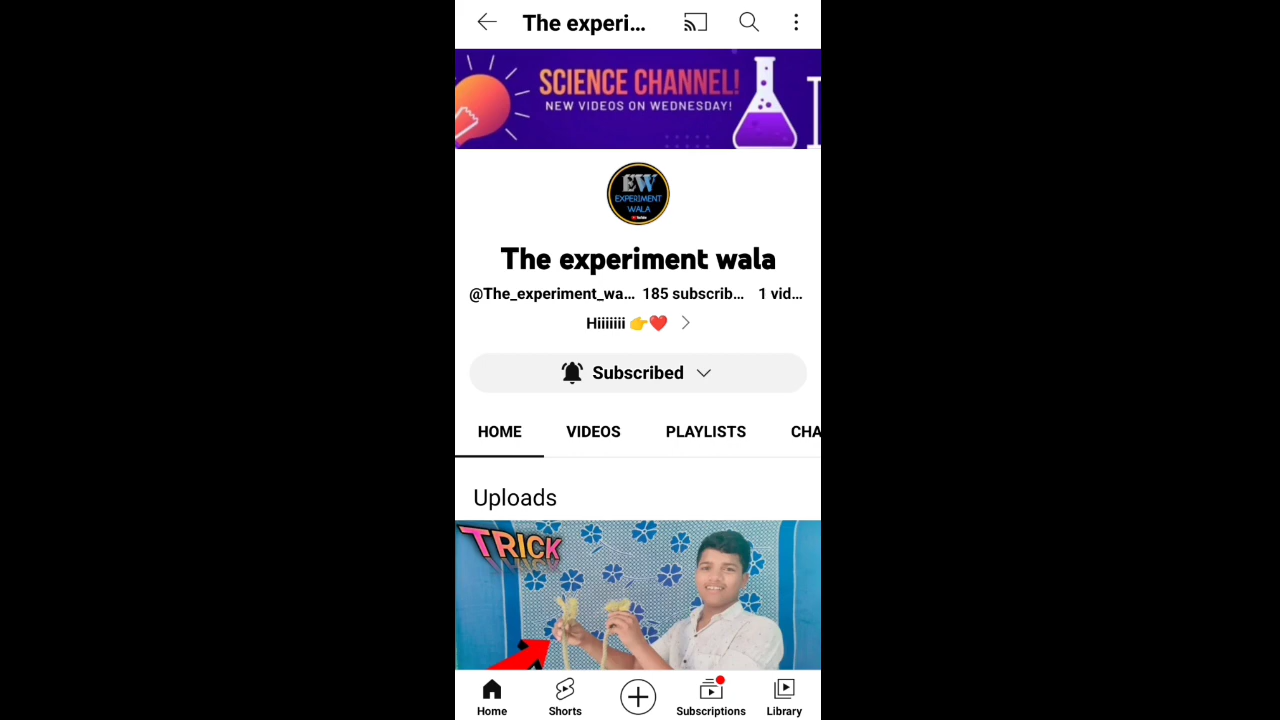 The experi...
SCIENCE CHANNEL!
NEW VIDEOS ON WEDNESDAY!
EW
EXPERIMENT
WALA
YouTube
The experiment wala
@The_experiment_wa... 185 subscrib... 1 vid...
Hiiiiiii 👉❤️
Subscribed
HOME VIDEOS PLAYLISTS CHA
Uploads
TRICK
Home Shorts Subscriptions Library